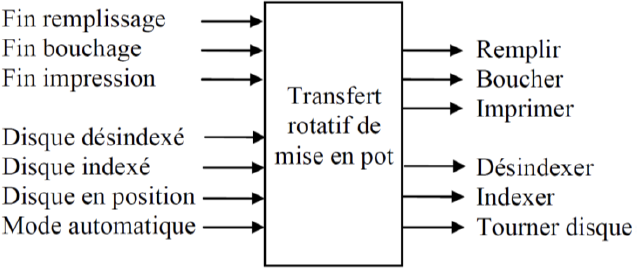 Fin remplissage
Fin bouchage
Fin impression
Disque désindexé
Disque indexé
Disque en position
Mode automatique
Transfert
rotatif de
mise en pot
Remplir
Boucher
Imprimer
Désindexer
Indexer
Tourner disque